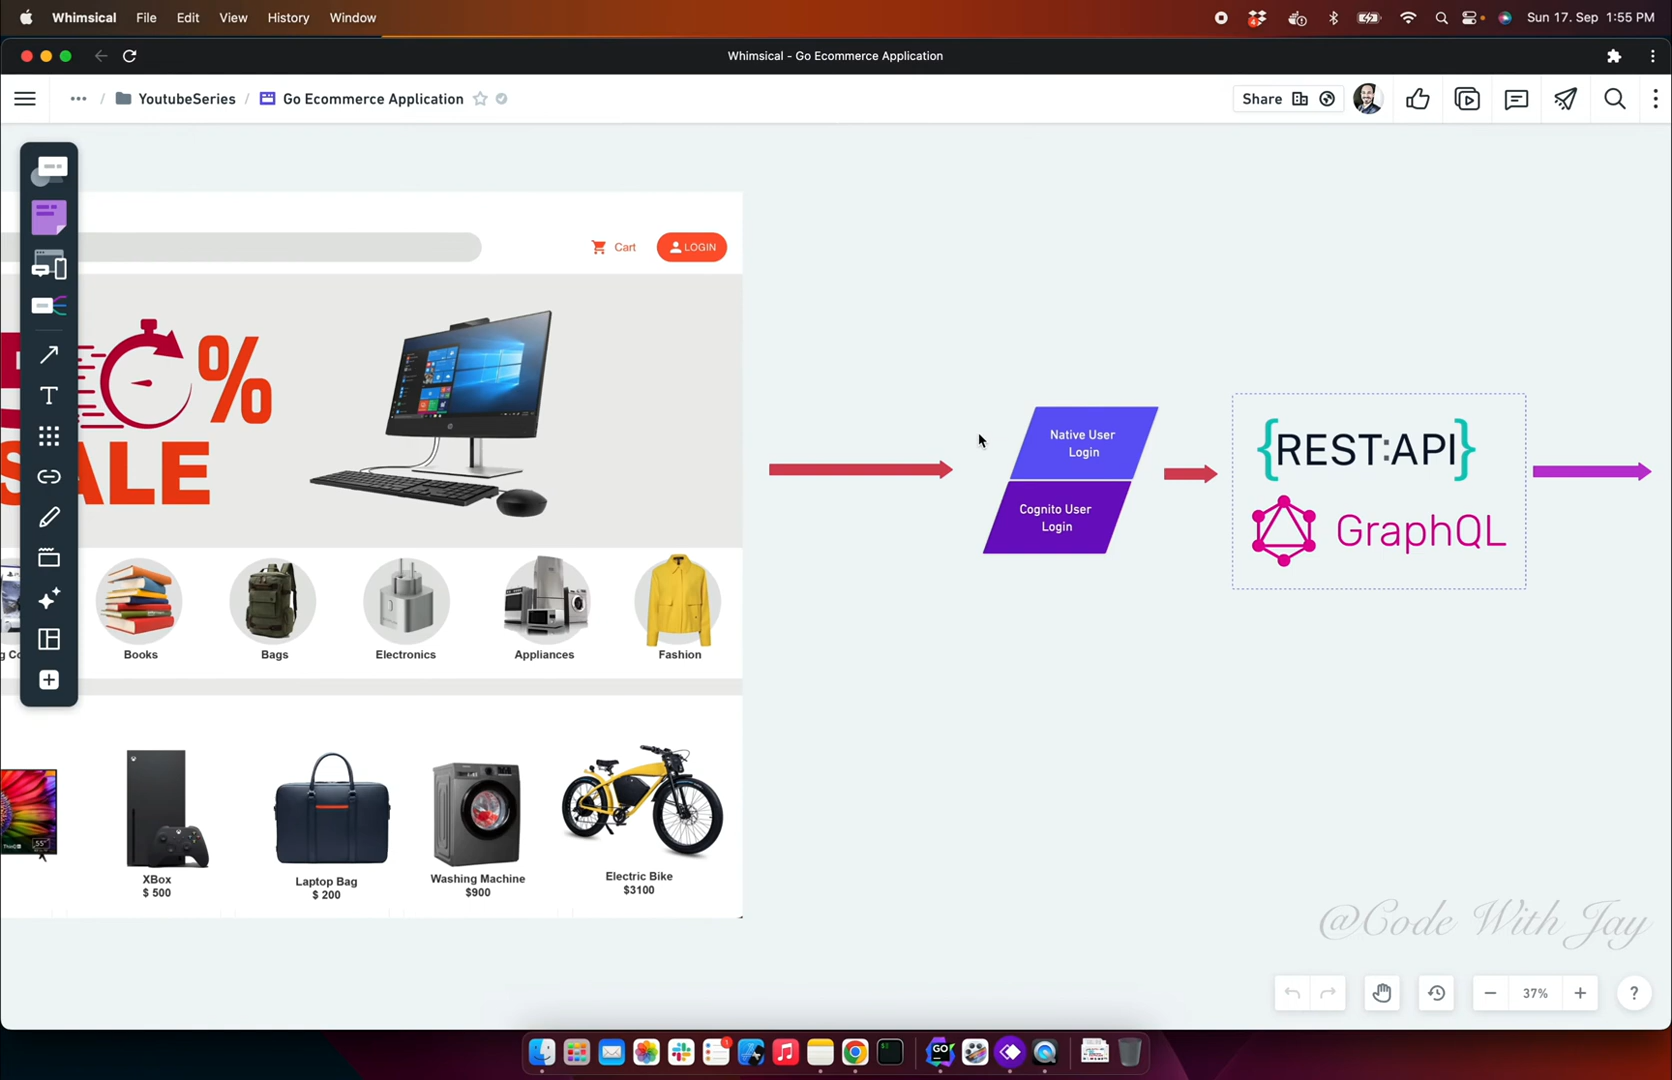 Whimsical File Edit View History Window
Sun 17. Sep 1:55 PM
Whimsical - Go Ecommerce Application
/ YoutubeSeries / Go Ecommerce Application
Share
Cart
LOGIN
%
SALE
Books
Bags
Electronics
Appliances
Fashion
XBox
$ 500
Laptop Bag
$ 200
Washing Machine
$900
Electric Bike
$3100
Native User
Login
Cognito User
Login
{REST:API}
GraphQL
@Code With Jay
37%
?